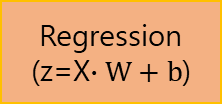 Regression
(z=X· W + b)